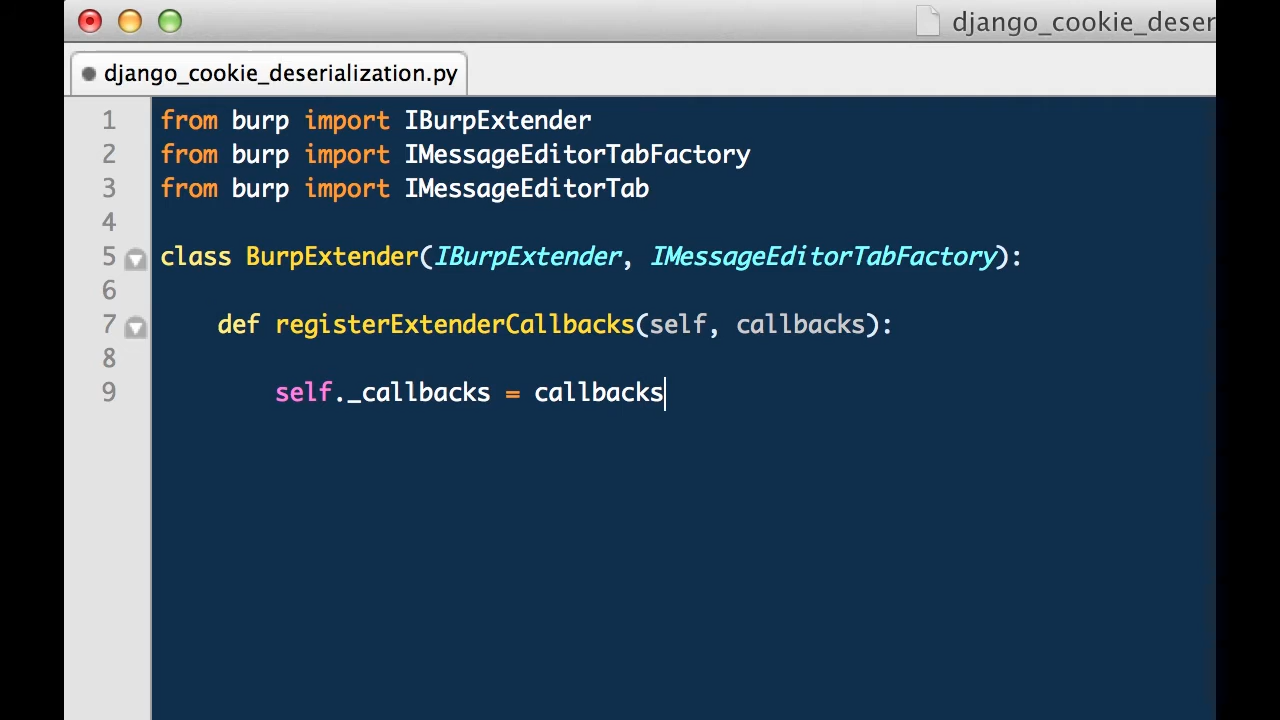 django_cookie_deser
django_cookie_deserialization.py
1 from burp import IBurpExtender
2 from burp import IMessageEditorTabFactory
3 from burp import IMessageEditorTab
4
5 class BurpExtender(IBurpExtender, IMessageEditorTabFactory):
6
7 def registerExtenderCallbacks(self, callbacks):
8
9 self._callbacks = callbacks